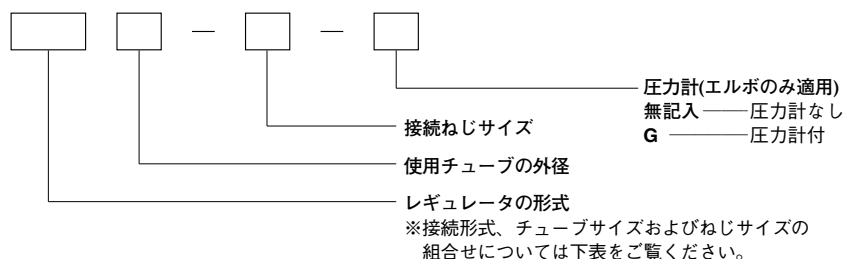 圧力計(エルボのみ適用)
無記入 ――圧力計なし
G ―――圧力計付
接続ねじサイズ
使用チューブの外径
レギュレータの形式
※接続形式、チューブサイズおよびねじサイズの
組合せについては下表をご覧ください。